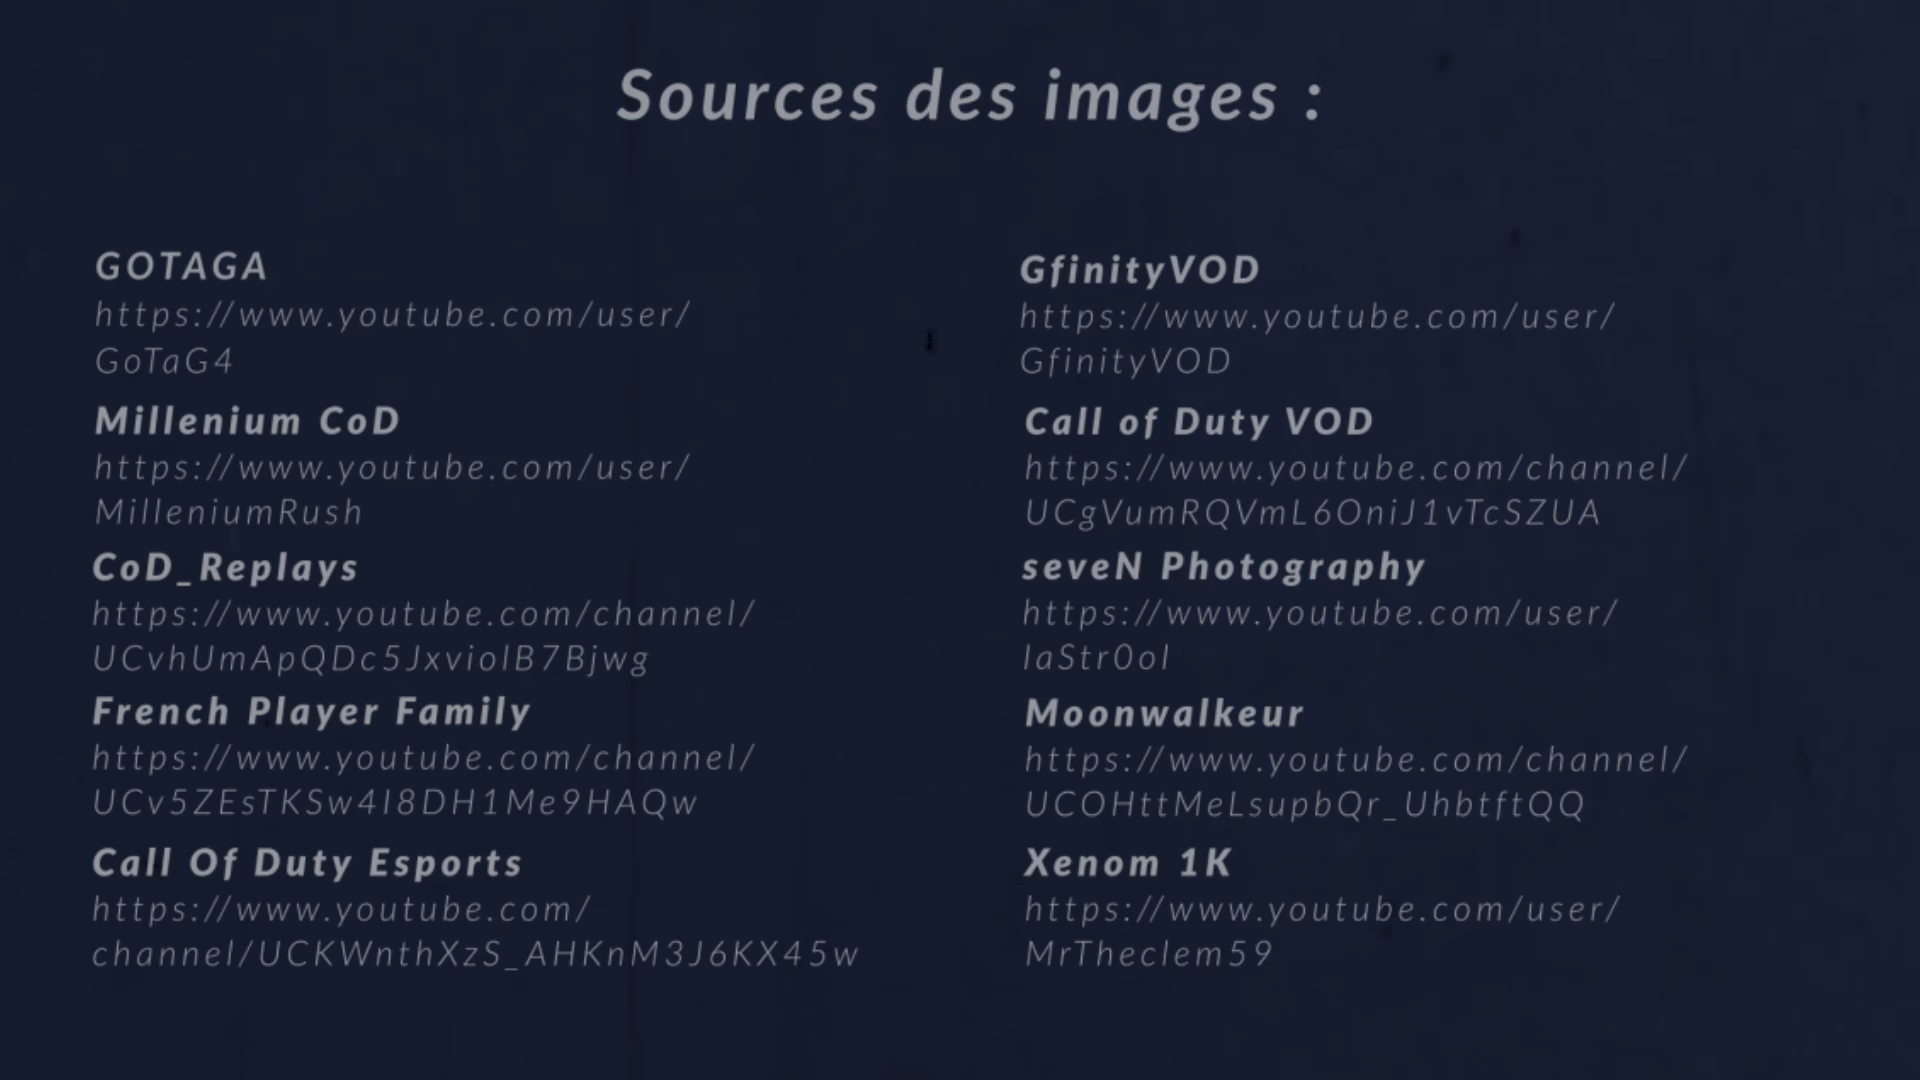 Sources des images :
GOTAGA
https://www.youtube.com/user/
GoTaG4
Millenium CoD
https://www.youtube.com/user/
MilleniumRush
CoD_Replays
https://www.youtube.com/channel/
UCvhUmApQDc5JxviolB7Bjwg
French Player Family
https://www.youtube.com/channel/
UCv5ZEsTKSw4I8DH1Me9HAQw
Call Of Duty Esports
https://www.youtube.com/
channel/UCKWnthXzS_AHKnM3J6KX45w
GfinityVOD
https://www.youtube.com/user/
GfinityVOD
Call of Duty VOD
https://www.youtube.com/channel/
UCgVumRQVmL6OniJ1vTcSZUA
seveN Photography
https://www.youtube.com/user/
laStr0ol
Moonwalkeur
https://www.youtube.com/channel/
UCOHttMeLsupbQr_UhbtftQQ
Xenom 1K
https://www.youtube.com/user/
MrTheclem59